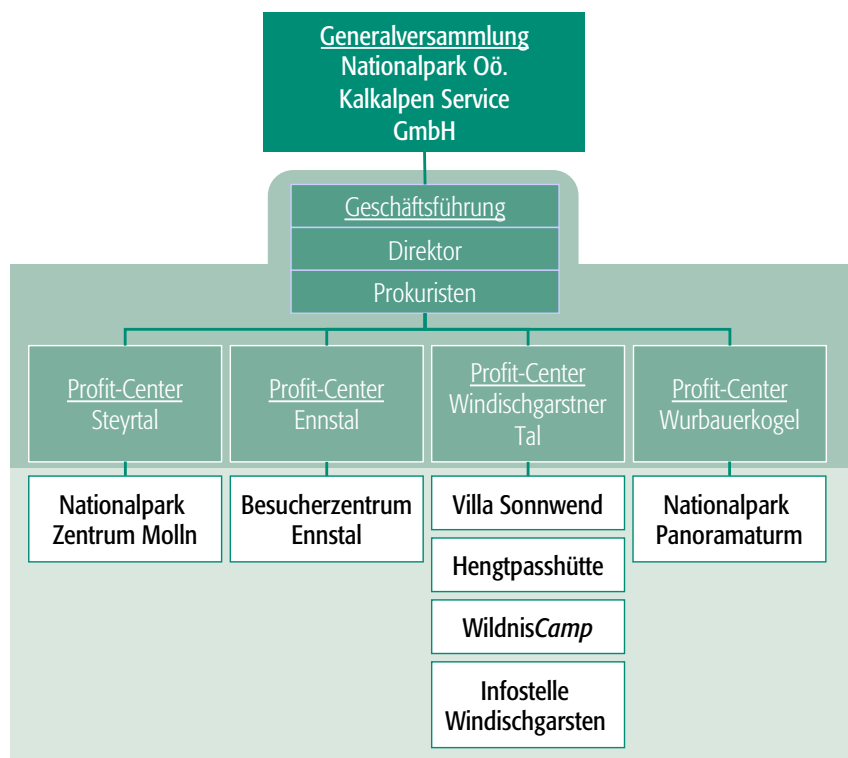 Generalversammlung
Nationalpark Oö.
Kalkalpen Service
GmbH
Geschäftsführung
Direktor
Prokuristen
Profit-Center
Steyrtal
Profit-Center
Ennstal
Profit-Center
Windischgarstner
Tal
Profit-Center
Wurbauerkogel
Nationalpark
Zentrum Molln
Besucherzentrum
Ennstal
Villa Sonnwend
Hengtpasshütte
WildnisCamp
Infostelle
Windischgarsten
Nationalpark
Panoramaturm